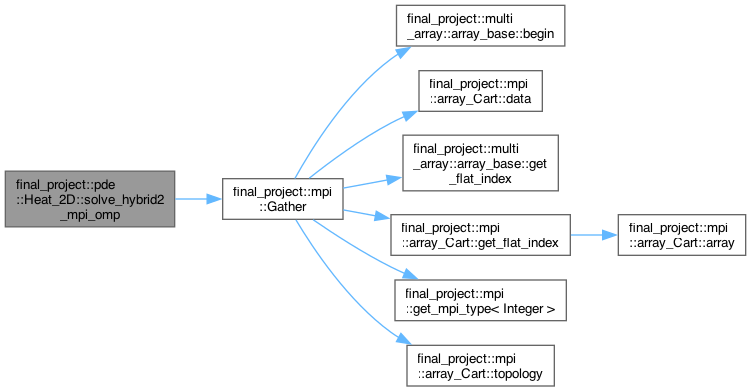 final_project::multi
_array::array_base::begin
final_project::mpi
::array_Cart::data
final_project::multi
_array::array_base::get
_flat_index
final_project::pde
::Heat_2D::solve_hybrid2
_mpi_omp
final_project::mpi
::Gather
final_project::mpi
::array_Cart::get_flat_index
final_project::mpi
::array_Cart::array
final_project::mpi
::get_mpi_type< Integer >
final_project::mpi
::array_Cart::topology